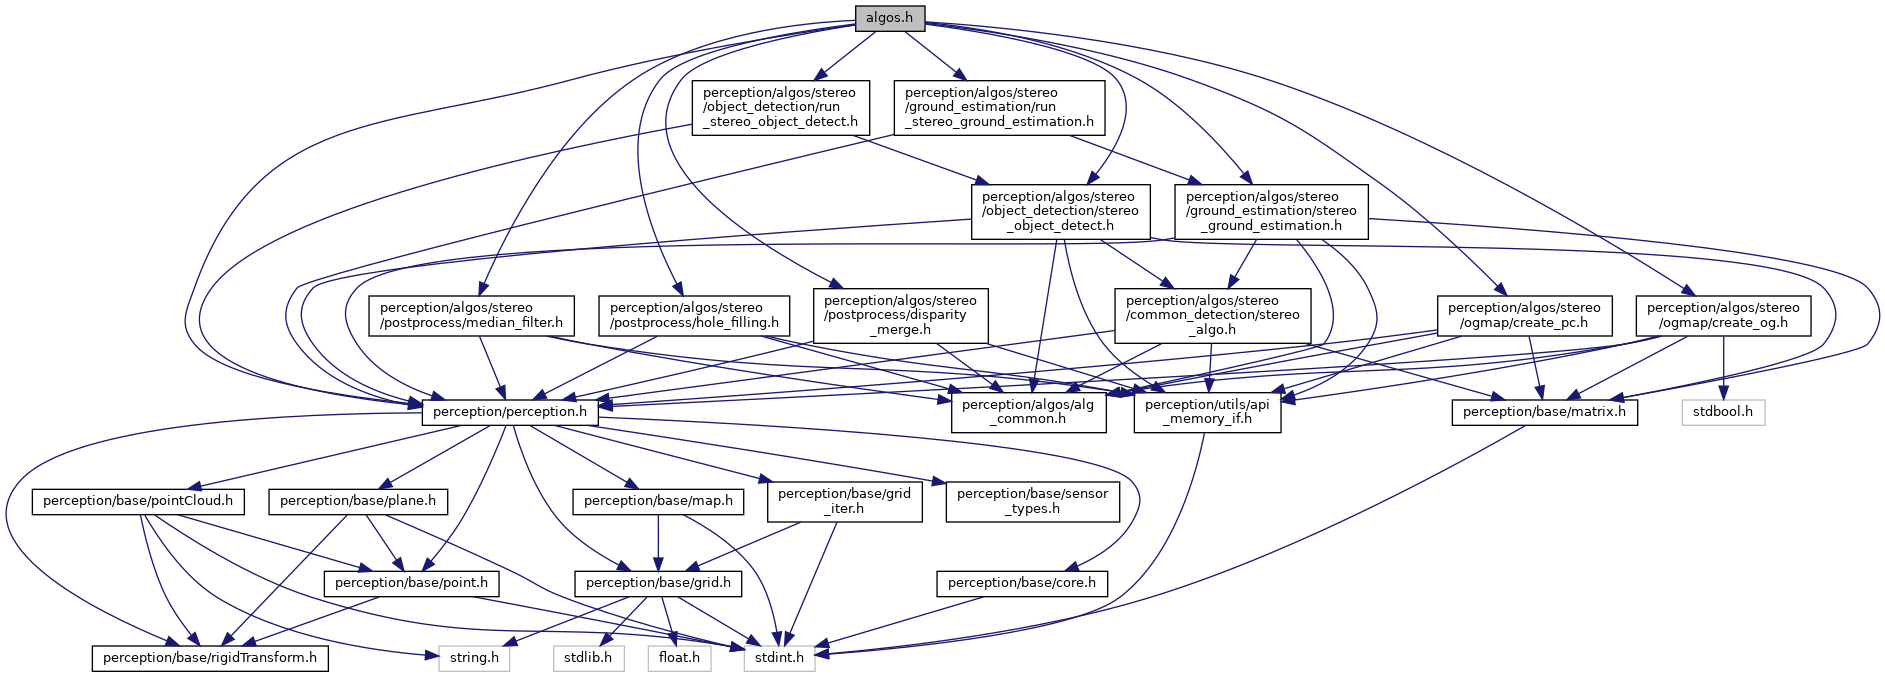 algos.h
perception/algos/stereo
/object_detection/run
_stereo_object_detect.h
perception/algos/stereo
/ground_estimation/run
_stereo_ground_estimation.h
perception/algos/stereo
/object_detection/stereo
_object_detect.h
perception/algos/stereo
/ground_estimation/stereo
_ground_estimation.h
perception/algos/stereo
/postprocess/median_filter.h
perception/algos/stereo
/postprocess/hole_filling.h
perception/algos/stereo
/postprocess/disparity
_merge.h
perception/algos/stereo
/common_detection/stereo
_algo.h
perception/algos/stereo
/ogmap/create_pc.h
perception/algos/stereo
/ogmap/create_og.h
perception/perception.h
perception/algos/alg
_common.h
perception/utils/api
_memory_if.h
perception/base/matrix.h
stdbool.h
perception/base/pointCloud.h
perception/base/plane.h
perception/base/map.h
perception/base/grid
_iter.h
perception/base/sensor
_types.h
perception/base/point.h
perception/base/grid.h
perception/base/core.h
perception/base/rigidTransform.h
string.h
stdlib.h
float.h
stdint.h